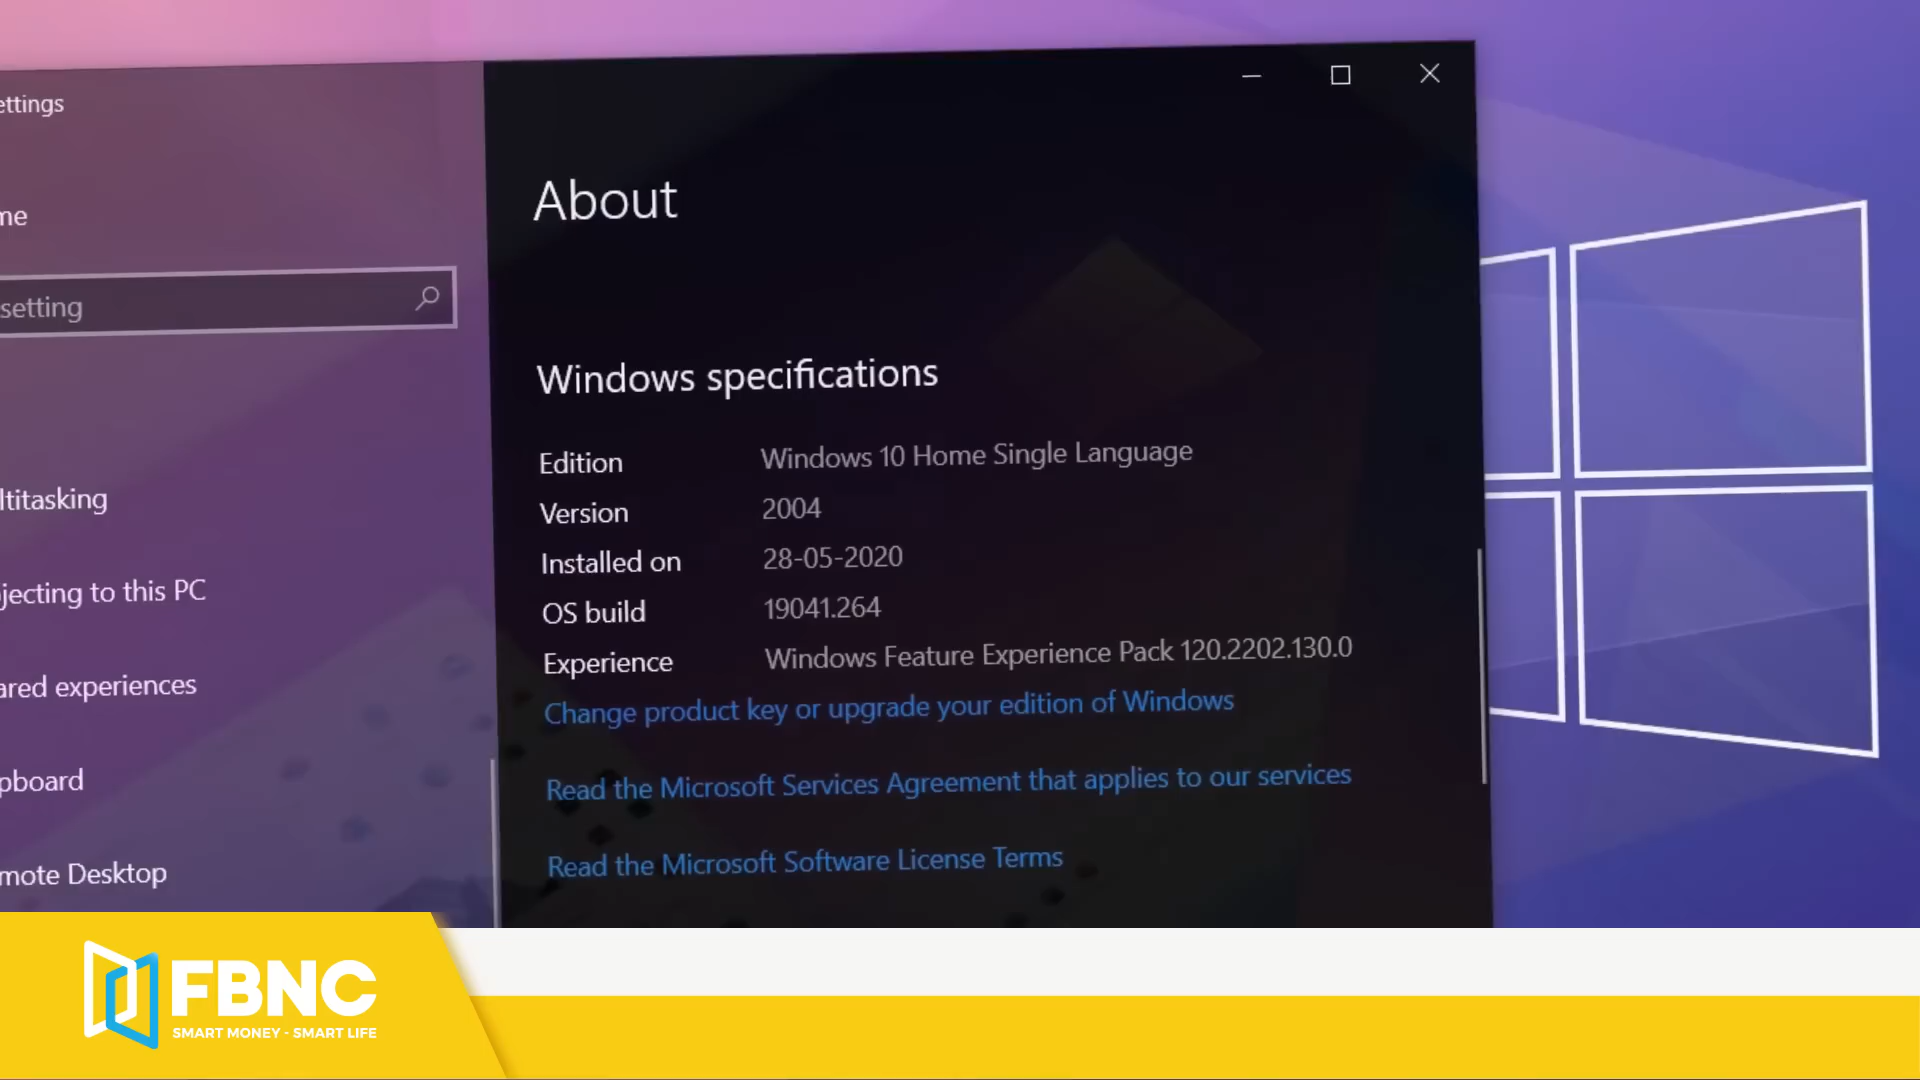 ettings
me
setting
ltitasking
jecting to this PC
ared experiences
pboard
mote Desktop
About
Windows specifications
Edition Windows 10 Home Single Language
Version 2004
Installed on 28-05-2020
OS build 19041.264
Experience Windows Feature Experience Pack 120.2202.130.0
Change product key or upgrade your edition of Windows
Read the Microsoft Services Agreement that applies to our services
Read the Microsoft Software License Terms
FBNC
SMART MONEY - SMART LIFE